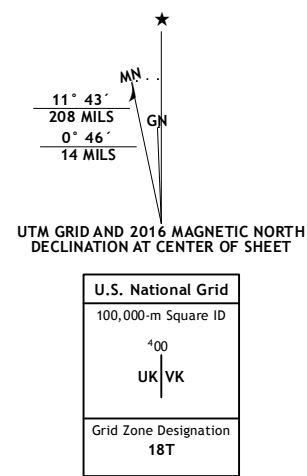 ★
MN
GN
11° 43´
208 MILS
0° 46´
14 MILS
UTM GRID AND 2016 MAGNETIC NORTH
DECLINATION AT CENTER OF SHEET
U.S. National Grid
100,000-m Square ID
⁴00
UK VK
Grid Zone Designation
18T